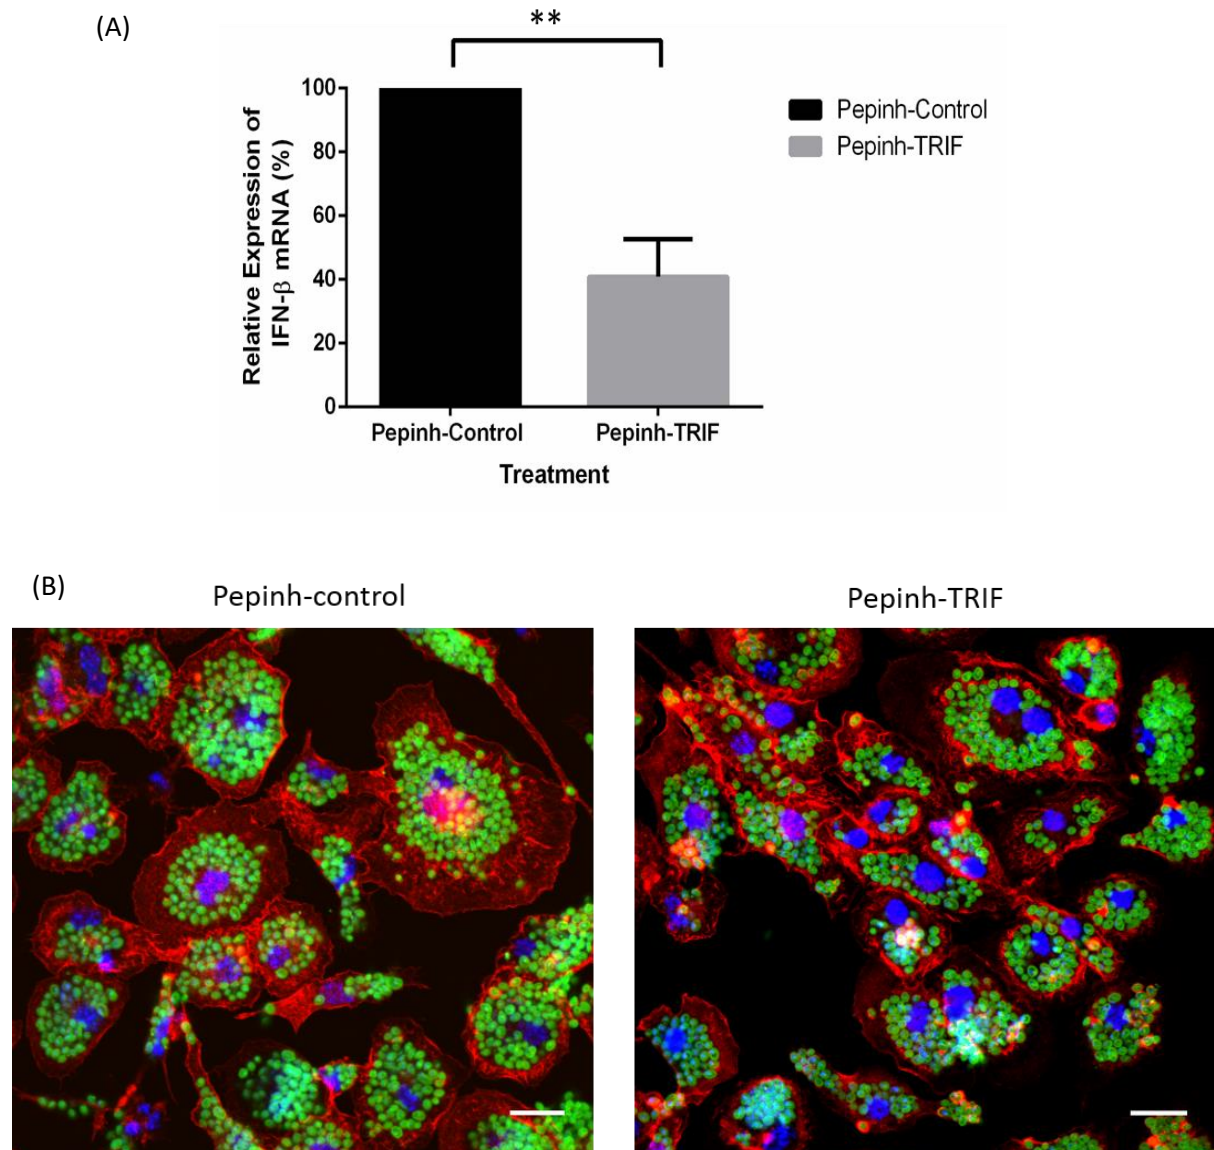 (A)
**
100
80
60
40
20
0
Relative Expression of
IFN-β mRNA (%)
Pepinh-Control
Pepinh-TRIF
Treatment
Pepinh-Control
Pepinh-TRIF
(B)
Pepinh-control
Pepinh-TRIF